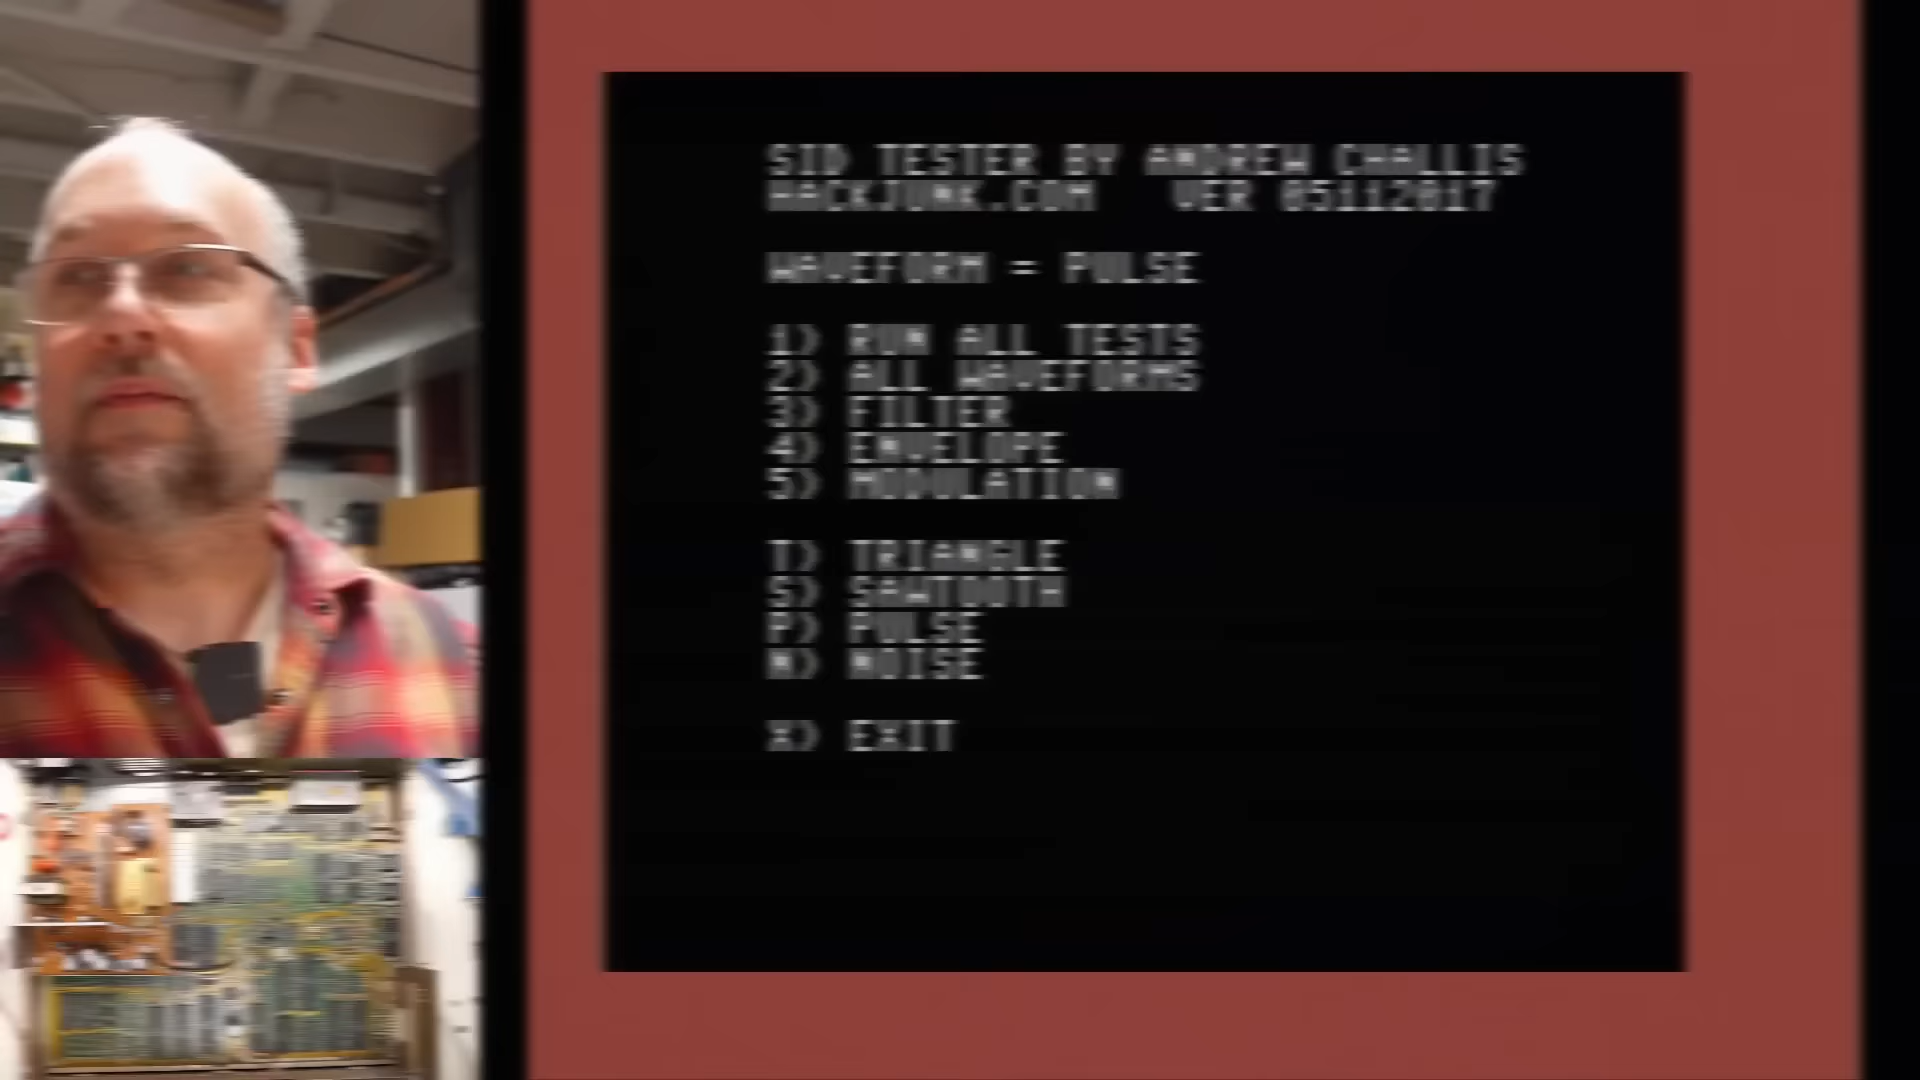 SID TESTER BY ANDREW CHALLIS
HACKJUNK.COM VER 05112017
WAVEFORM = PULSE
1> RUN ALL TESTS
2> ALL WAVEFORMS
3> FILTER
4> ENVELOPE
5> MODULATION
T> TRIANGLE
S> SAWTOOTH
P> PULSE
N> NOISE
X> EXIT